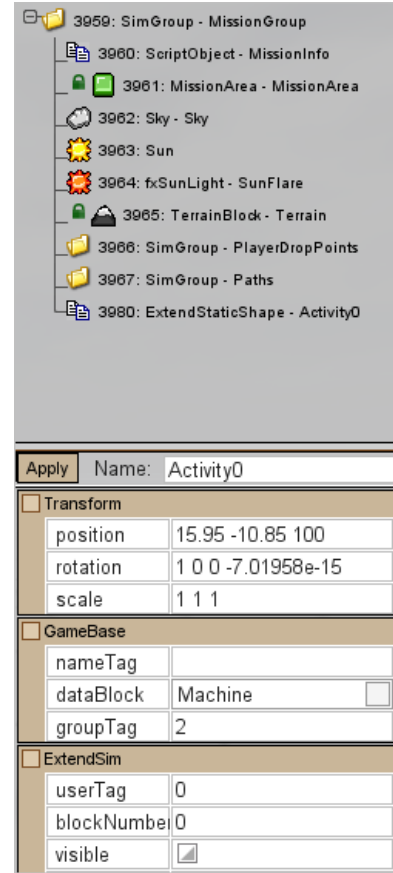 3959: SimGroup - MissionGroup
3960: ScriptObject - MissionInfo
3961: MissionArea - MissionArea
3962: Sky - Sky
3963: Sun
3964: fxSunLight - SunFlare
3965: TerrainBlock - Terrain
3966: SimGroup - PlayerDropPoints
3967: SimGroup - Paths
3980: ExtendStaticShape - Activity0
Apply Name: Activity0
Transform
position 15.95 -10.85 100
rotation 1 0 0 -7.01958e-15
scale 1 1 1
GameBase
nameTag
dataBlock Machine
groupTag 2
ExtendSim
userTag 0
blockNumber 0
visible